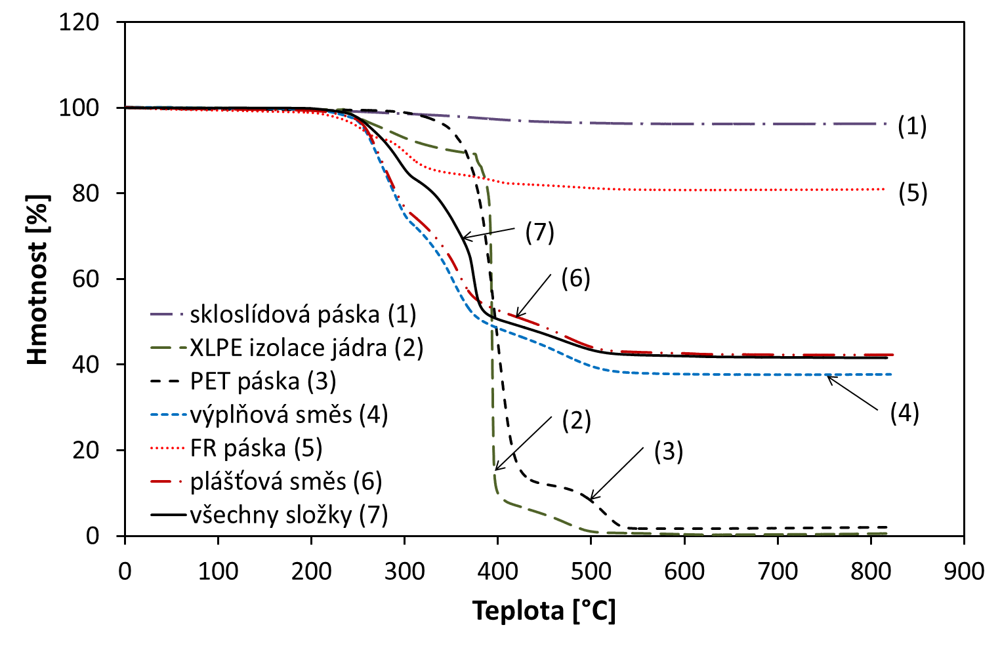 120
100
80
60
40
20
0
Hmotnost [%]
(1)
(5)
(7)
(6)
(4)
(2)
(3)
skloslídová páska (1)
XLPE izolace jádra (2)
PET páska (3)
výplňová směs (4)
FR páska (5)
plášťová směs (6)
všechny složky (7)
0 100 200 300 400 500 600 700 800 900
Teplota [°C]